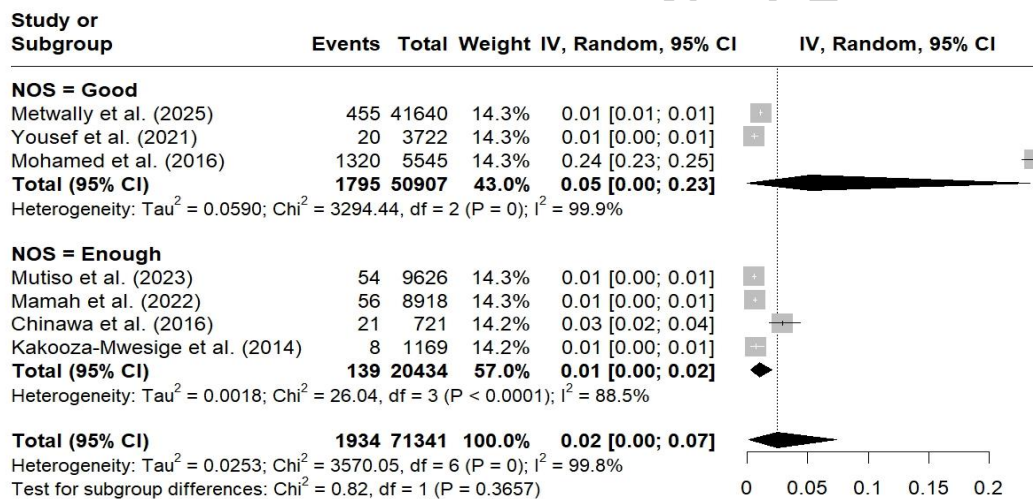 Study or
Subgroup Events Total Weight IV, Random, 95% CI IV, Random, 95% CI
NOS = Good
Metwally et al. (2025) 455 41640 14.3% 0.01 [0.01; 0.01]
Yousef et al. (2021) 20 3722 14.3% 0.01 [0.00; 0.01]
Mohamed et al. (2016) 1320 5545 14.3% 0.24 [0.23; 0.25]
Total (95% CI) 1795 50907 43.0% 0.05 [0.00; 0.23]
Heterogeneity: Tau² = 0.0590; Chi² = 3294.44, df = 2 (P = 0); I² = 99.9%
NOS = Enough
Mutiso et al. (2023) 54 9626 14.3% 0.01 [0.00; 0.01]
Mamah et al. (2022) 56 8918 14.3% 0.01 [0.00; 0.01]
Chinawa et al. (2016) 21 721 14.2% 0.03 [0.02; 0.04]
Kakooza-Mwesige et al. (2014) 8 1169 14.2% 0.01 [0.00; 0.01]
Total (95% CI) 139 20434 57.0% 0.01 [0.00; 0.02]
Heterogeneity: Tau² = 0.0018; Chi² = 26.04, df = 3 (P < 0.0001); I² = 88.5%
Total (95% CI) 1934 71341 100.0% 0.02 [0.00; 0.07]
Heterogeneity: Tau² = 0.0253; Chi² = 3570.05, df = 6 (P = 0); I² = 99.8%
Test for subgroup differences: Chi² = 0.82, df = 1 (P = 0.3657)
0 0.05 0.1 0.15 0.2